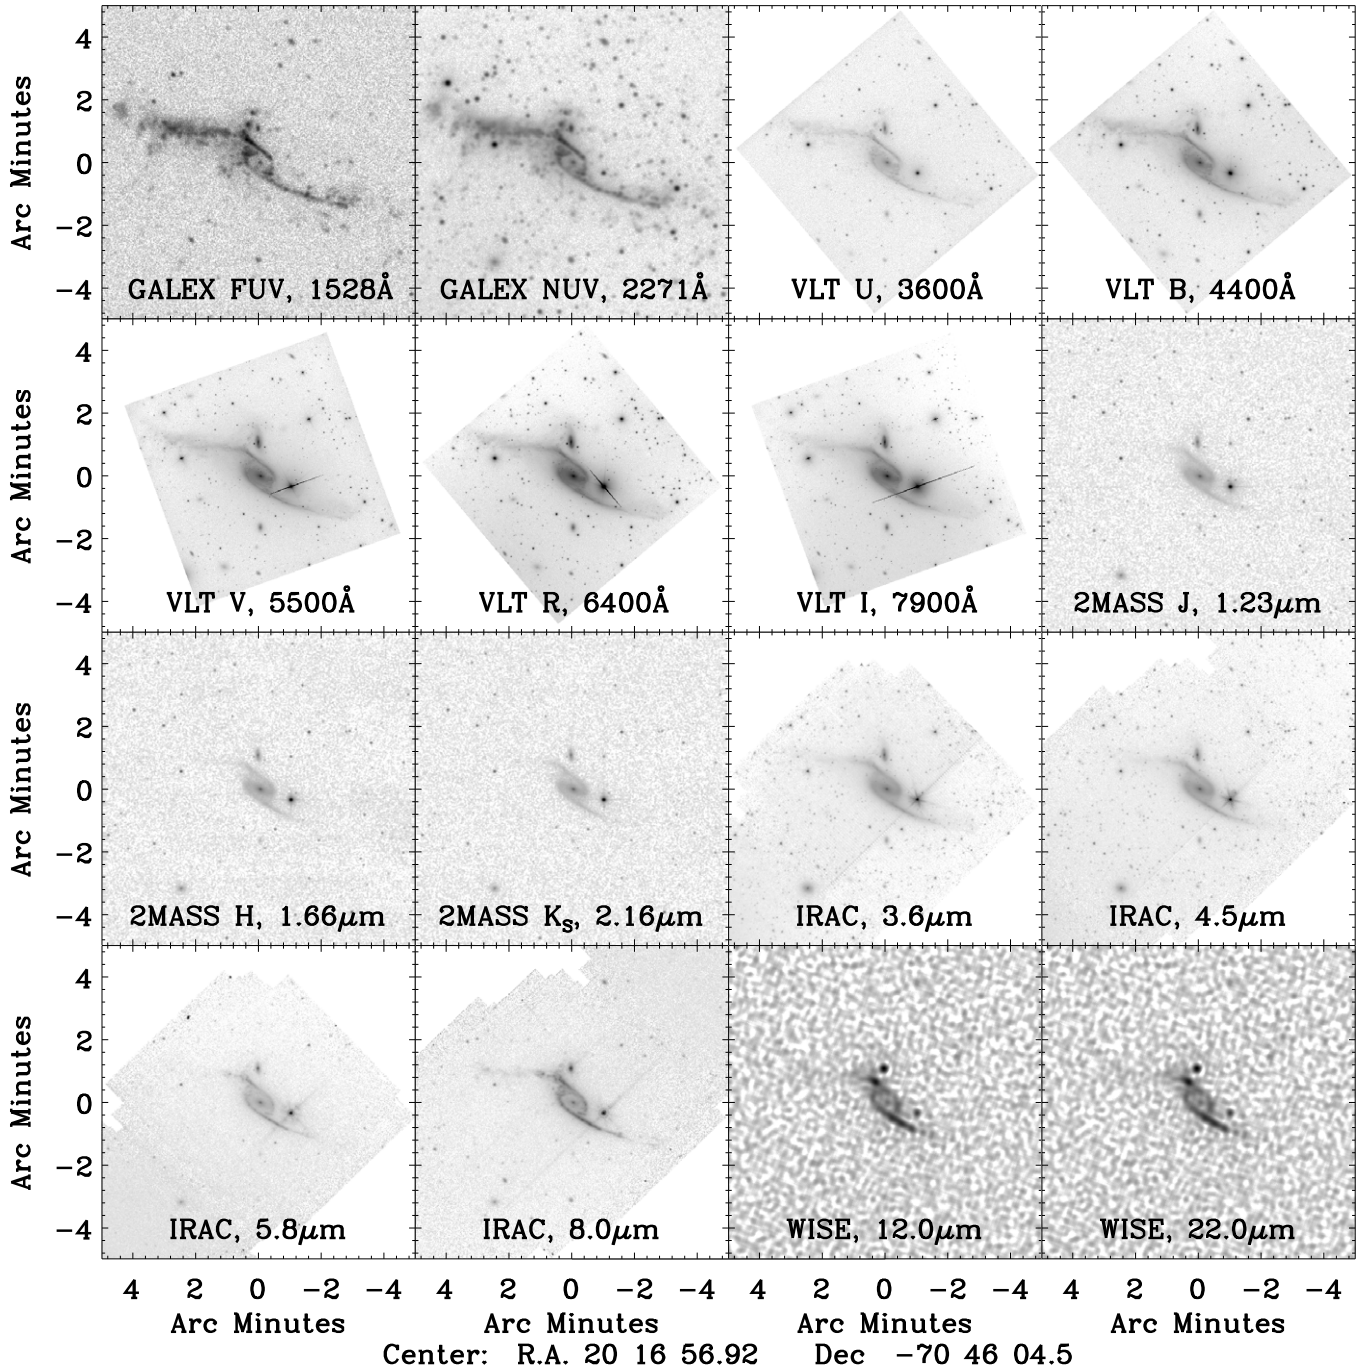 4
2
0
−2
−4
Arc Minutes
GALEX FUV, 1528Å
GALEX NUV, 2271Å
VLT U, 3600Å
VLT B, 4400Å
4
2
0
−2
−4
Arc Minutes
VLT V, 5500Å
VLT R, 6400Å
VLT I, 7900Å
2MASS J, 1.23μm
4
2
0
−2
−4
Arc Minutes
2MASS H, 1.66μm
2MASS KS, 2.16μm
IRAC, 3.6μm
IRAC, 4.5μm
4
2
0
−2
−4
Arc Minutes
IRAC, 5.8μm
IRAC, 8.0μm
WISE, 12.0μm
WISE, 22.0μm
4 2 0 −2 −4 4 2 0 −2 −4 4 2 0 −2 −4 4 2 0 −2 −4
Arc Minutes Arc Minutes Arc Minutes Arc Minutes
Center: R.A. 20 16 56.92 Dec −70 46 04.5